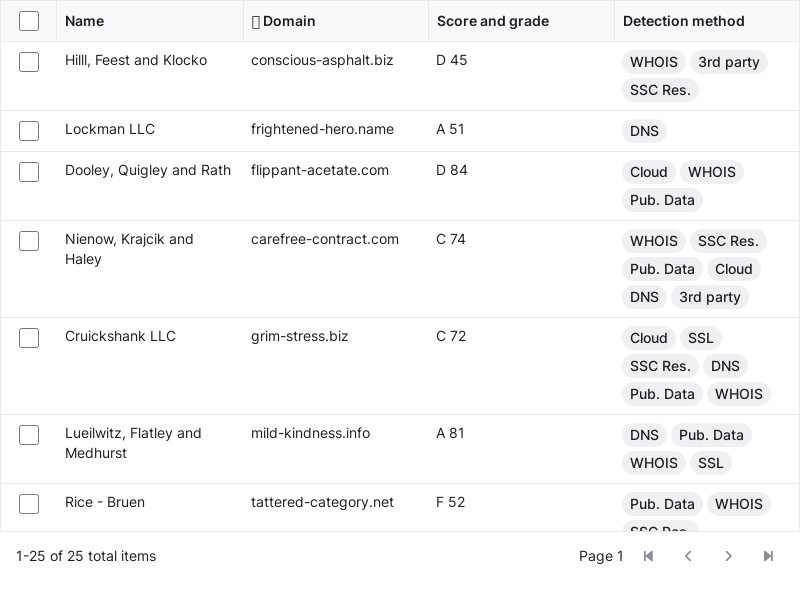 Name Domain Score and grade Detection method
Hilll, Feest and Klocko conscious-asphalt.biz D 45 WHOIS 3rd party
SSC Res.
Lockman LLC frightened-hero.name A 51 DNS
Dooley, Quigley and Rath flippant-acetate.com D 84 Cloud WHOIS
Pub. Data
Nienow, Krajcik and carefree-contract.com C 74 WHOIS SSC Res.
Haley Pub. Data Cloud
DNS 3rd party
Cruickshank LLC grim-stress.biz C 72 Cloud SSL
SSC Res. DNS
Pub. Data WHOIS
Lueilwitz, Flatley and mild-kindness.info A 81 DNS Pub. Data
Medhurst WHOIS SSL
Rice - Bruen tattered-category.net F 52 Pub. Data WHOIS
SSC Res.
1-25 of 25 total items Page 1